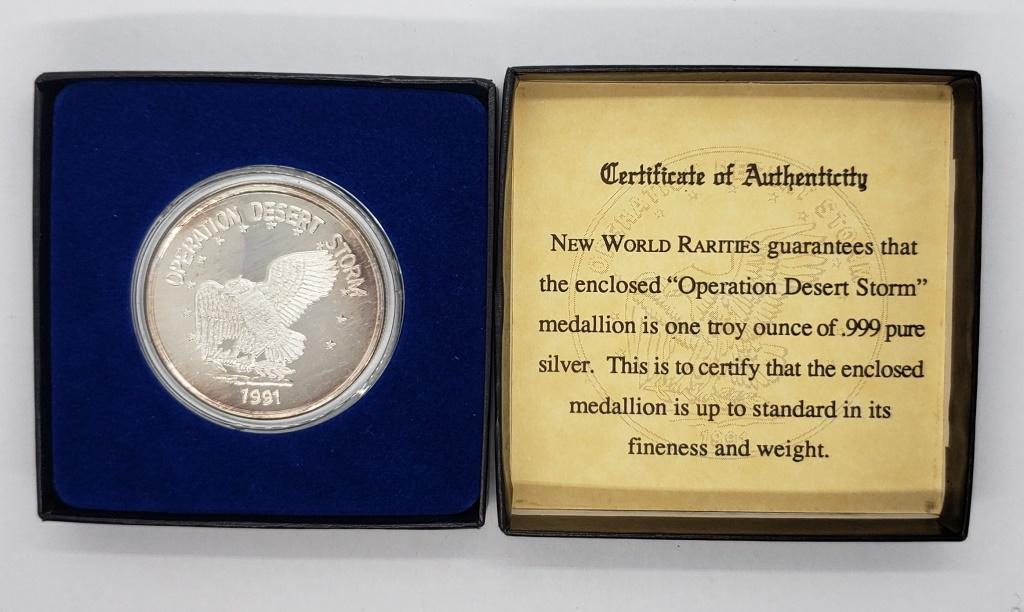 OPERATION DESERT STORM
1991
Certificate of Authenticity
NEW WORLD RARITIES guarantees that
the enclosed “Operation Desert Storm”
medallion is one troy ounce of .999 pure
silver. This is to certify that the enclosed
medallion is up to standard in its
fineness and weight.